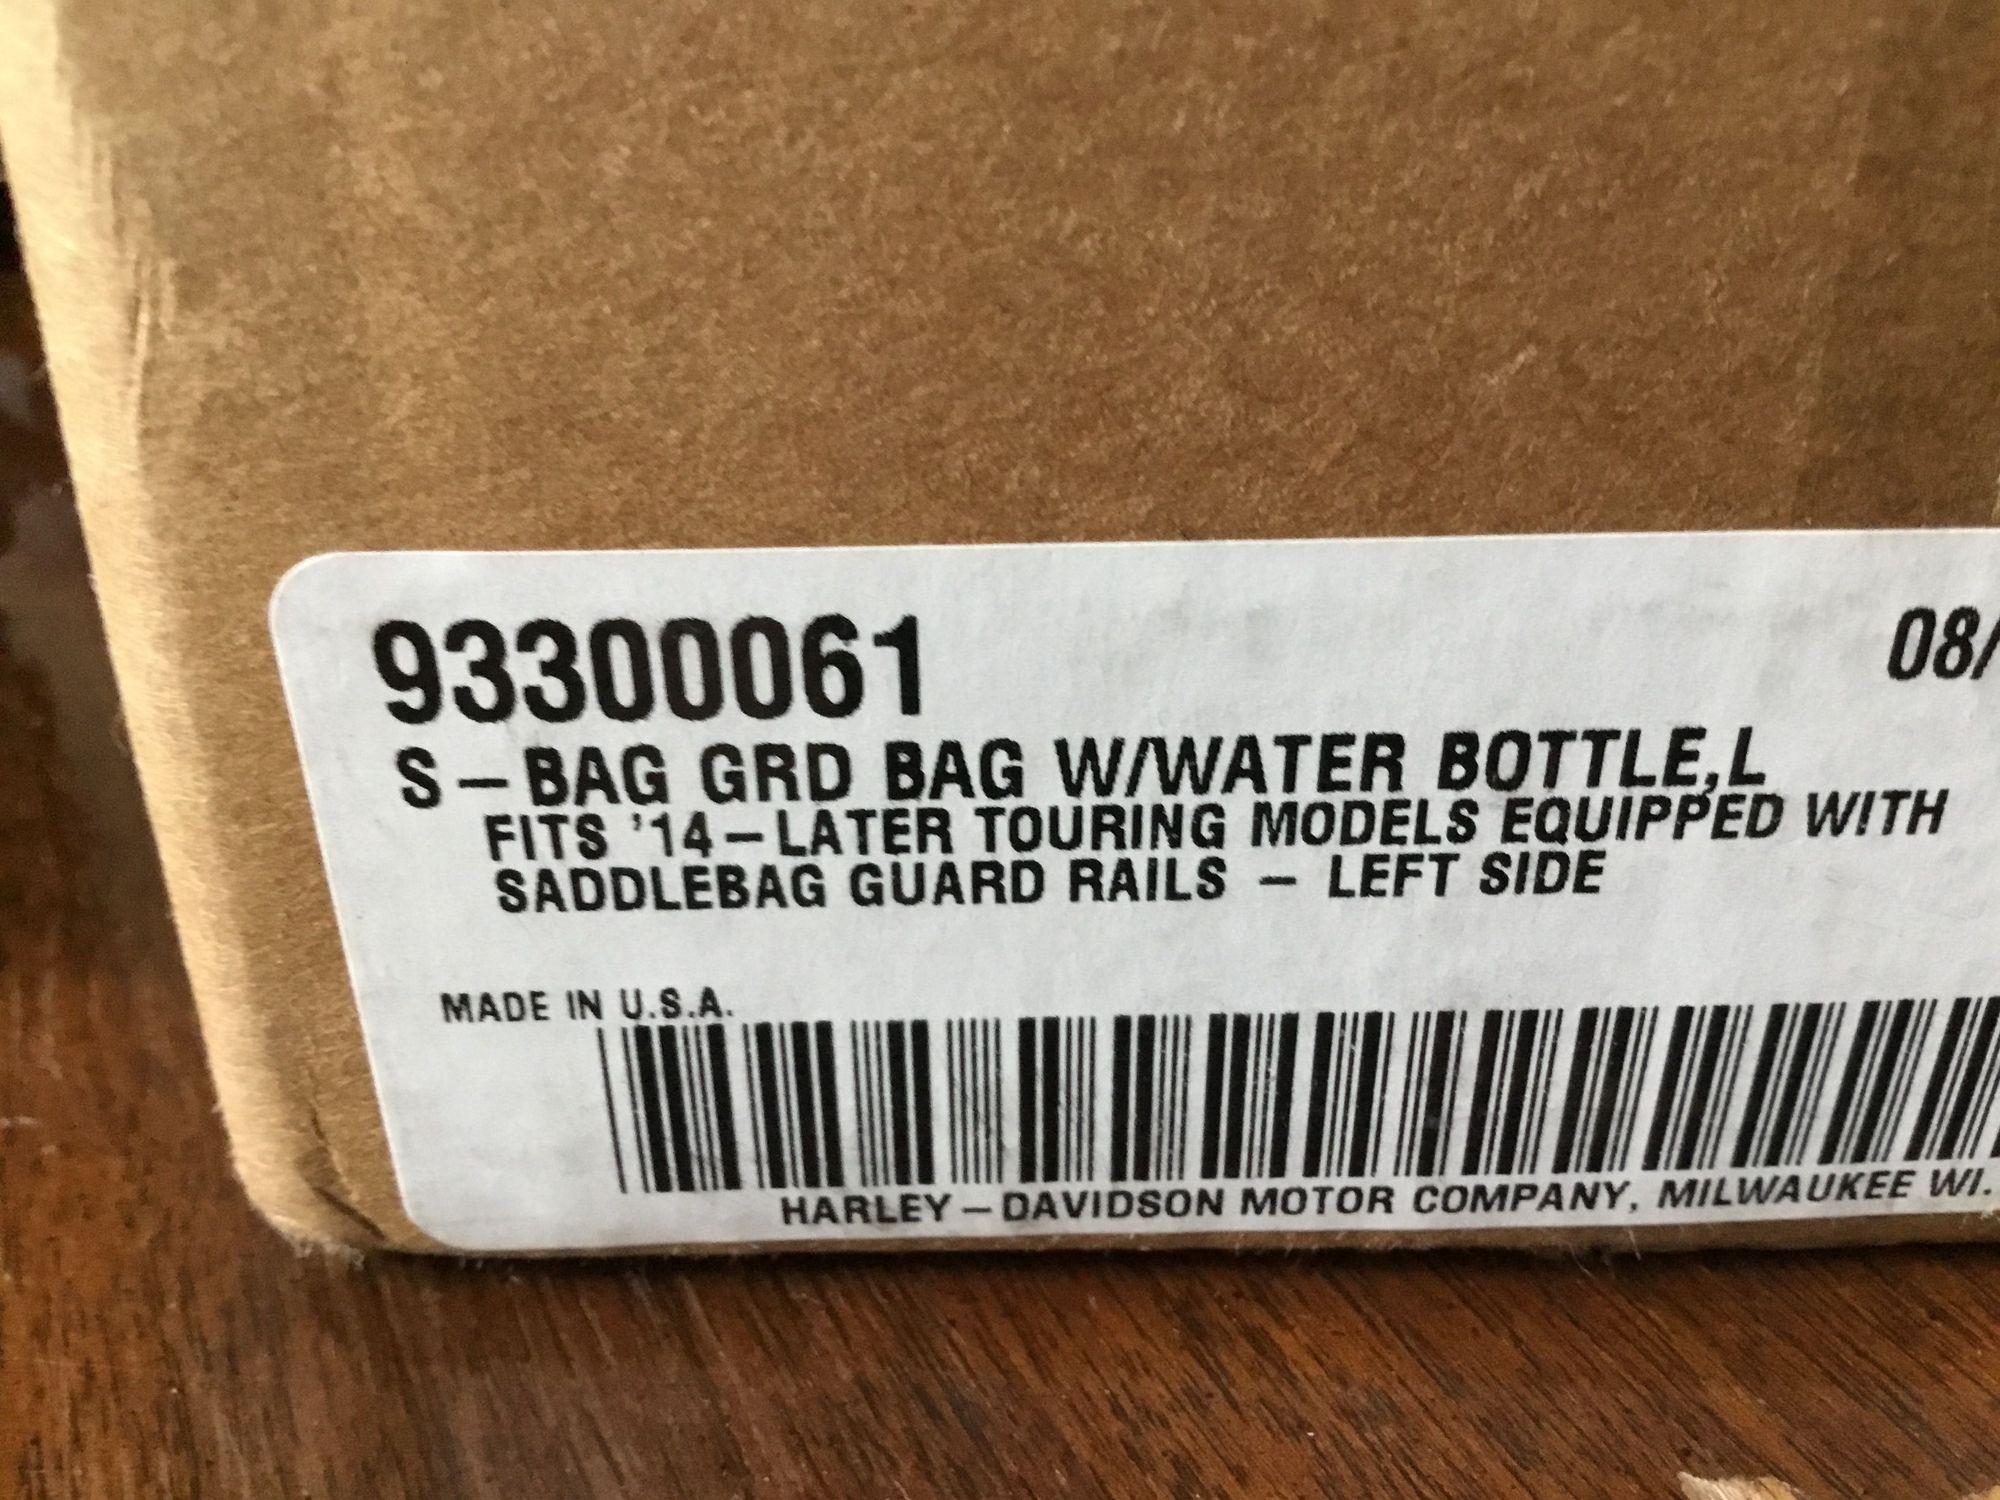 93300061 08/
S-BAG GRD BAG W/WATER BOTTLE,L
FITS '14-LATER TOURING MODELS EQUIPPED WITH
SADDLEBAG GUARD RAILS - LEFT SIDE
MADE IN U.S.A.
HARLEY-DAVIDSON MOTOR COMPANY, MILWAUKEE WI.